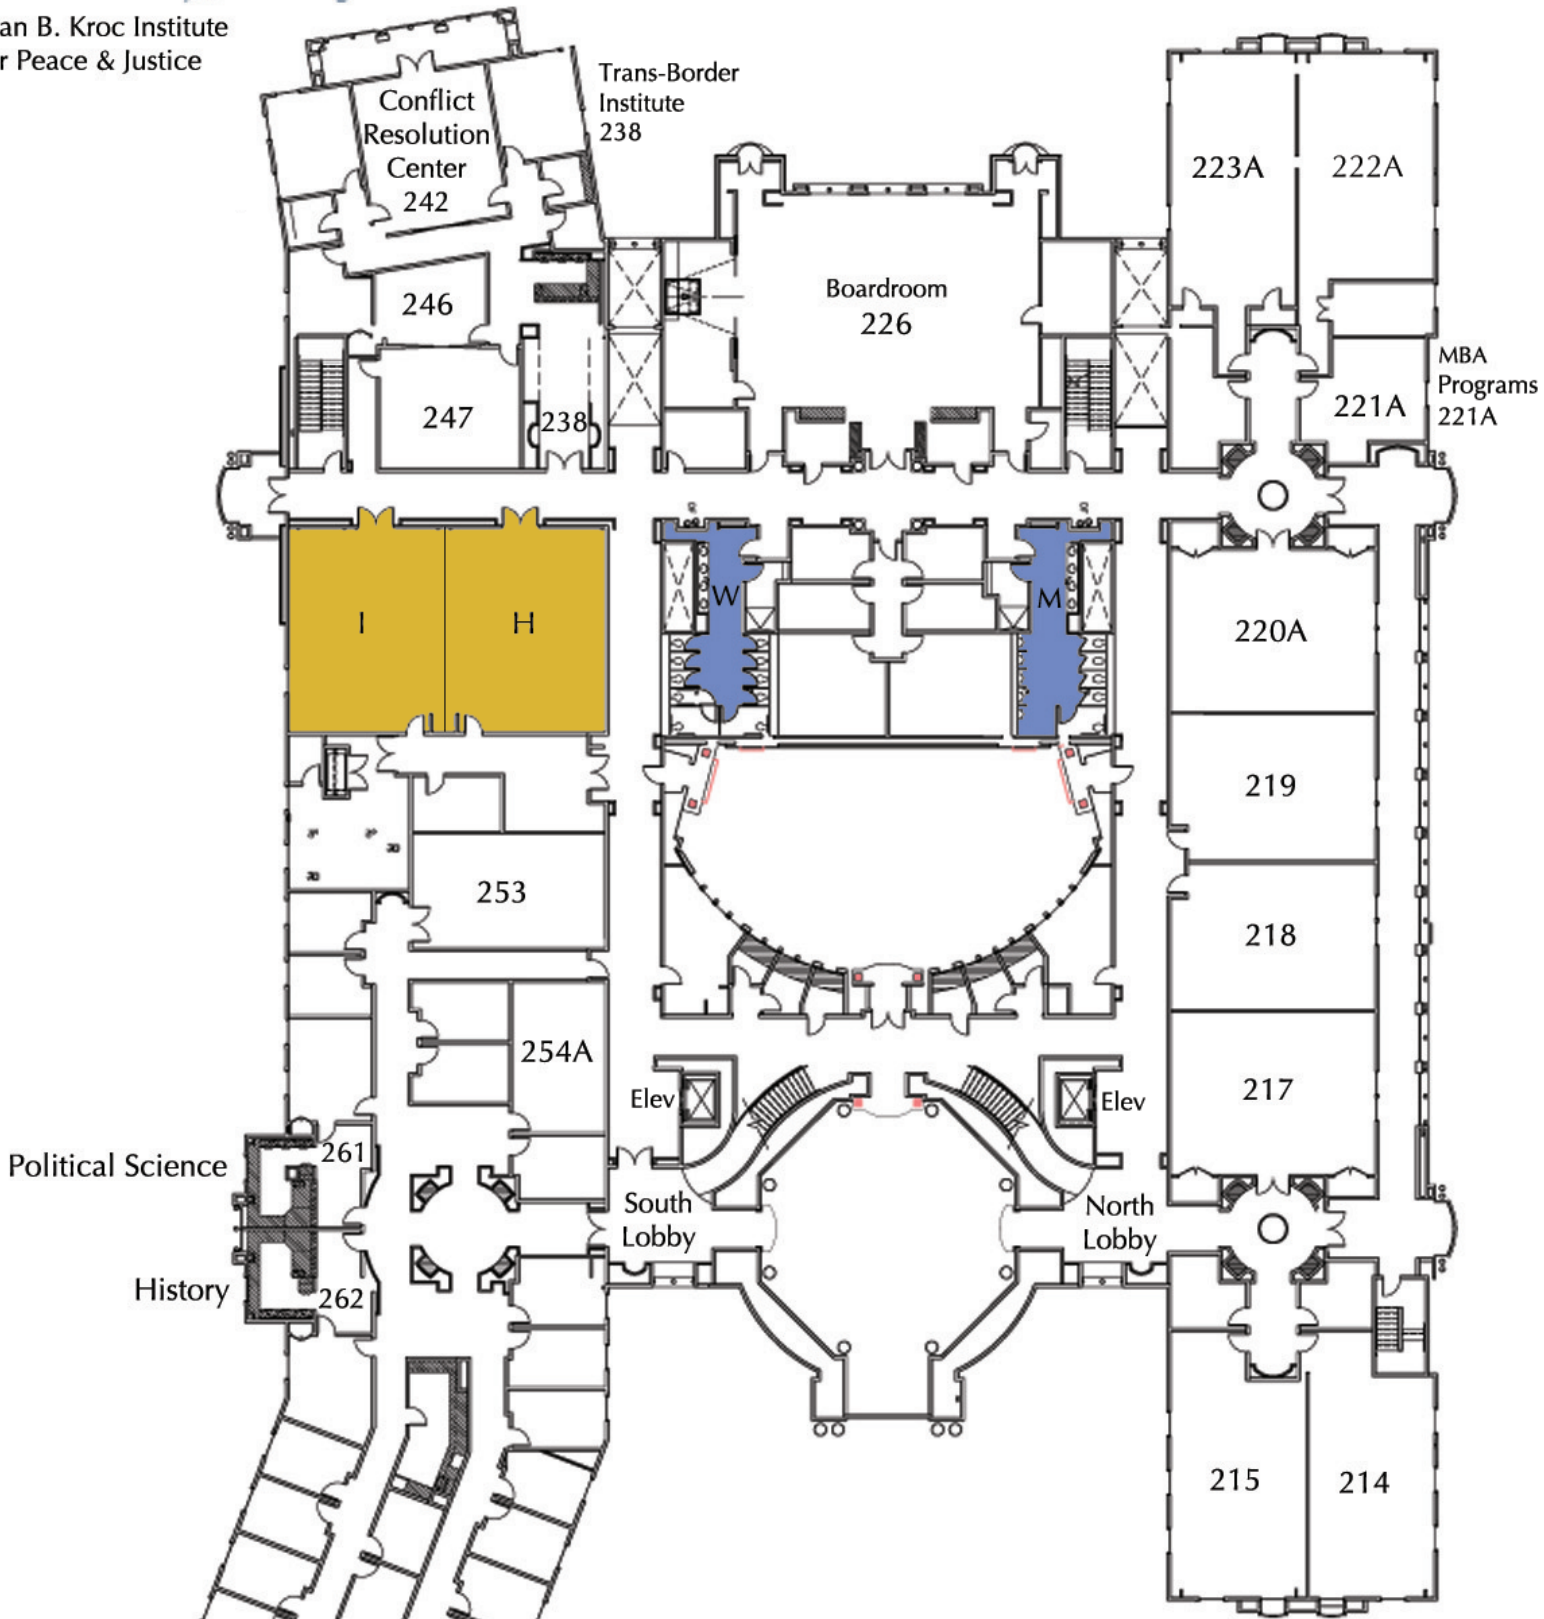 an B. Kroc Institute
r Peace & Justice
Trans-Border
Institute
238
Conflict
Resolution
Center
242
223A
222A
246
Boardroom
226
MBA
Programs
221A
247
238
221A
I
H
W
M
220A
219
253
218
254A
217
Elev
Elev
Political Science
261
South
Lobby
North
Lobby
History
262
215
214